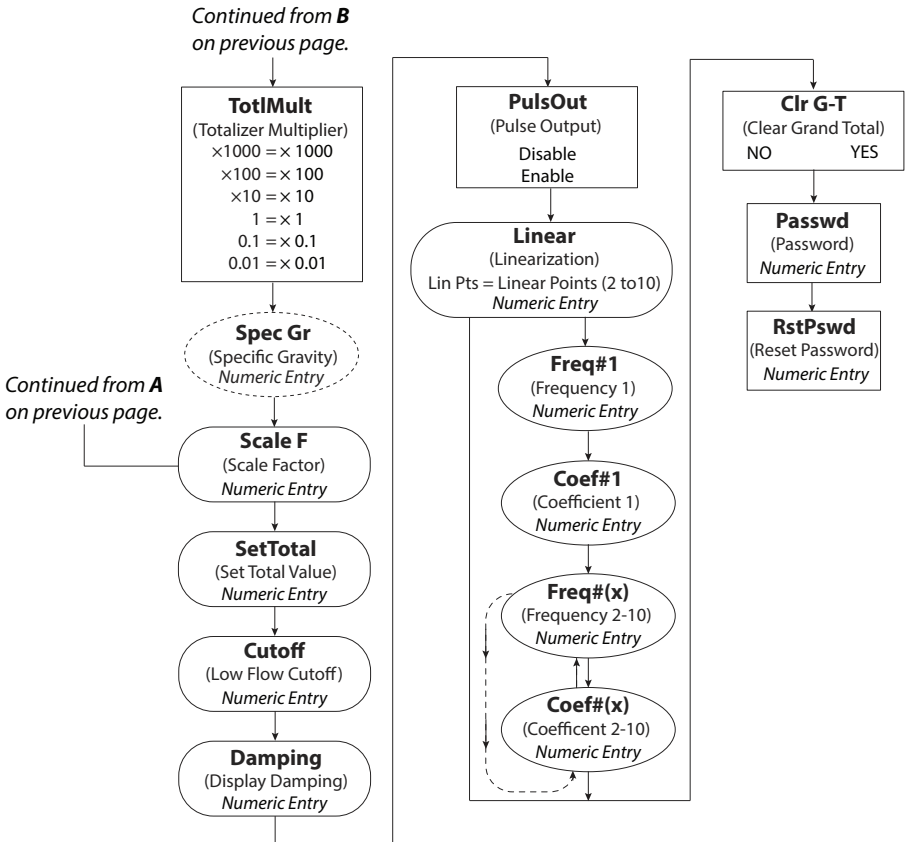 Continued from B
on previous page.
TotlMult
(Totalizer Multiplier)
×1000 = × 1000
×100 = × 100
×10 = × 10
1 = × 1
0.1 = × 0.1
0.01 = × 0.01
Spec Gr
(Specific Gravity)
Numeric Entry
Continued from A
on previous page.
Scale F
(Scale Factor)
Numeric Entry
SetTotal
(Set Total Value)
Numeric Entry
Cutoff
(Low Flow Cutoff)
Numeric Entry
Damping
(Display Damping)
Numeric Entry
PulsOut
(Pulse Output)
Disable
Enable
Linear
(Linearization)
Lin Pts = Linear Points (2 to10)
Numeric Entry
Freq#1
(Frequency 1)
Numeric Entry
Coef#1
(Coefficient 1)
Numeric Entry
Freq#(x)
(Frequency 2-10)
Numeric Entry
Coef#(x)
(Coefficent 2-10)
Numeric Entry
Clr G-T
(Clear Grand Total)
NO YES
Passwd
(Password)
Numeric Entry
RstPswd
(Reset Password)
Numeric Entry